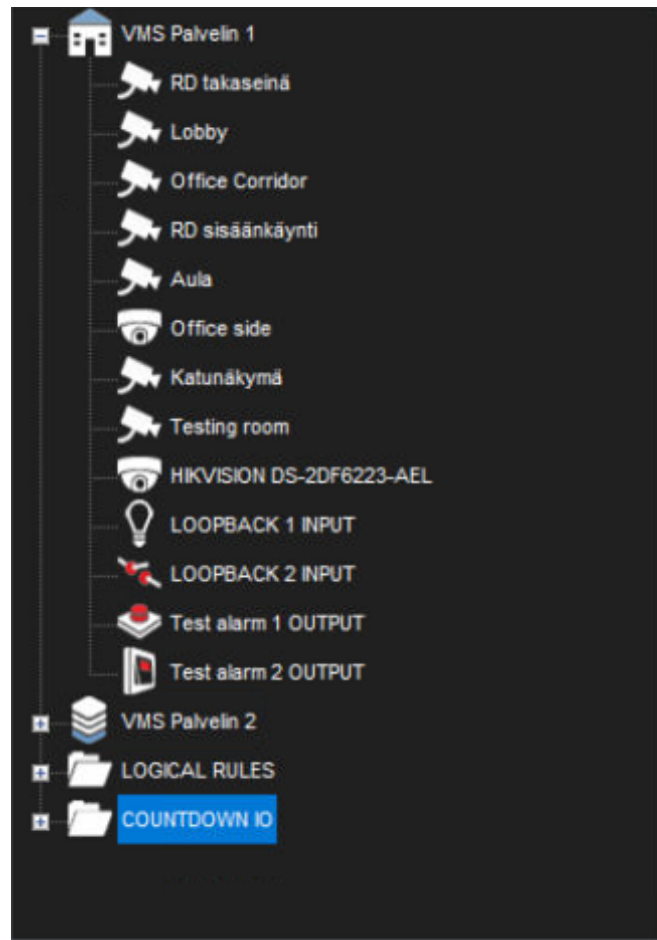 VMS Palvelin 1
RD takaseinä
Lobby
Office Corridor
RD sisäänkäynti
Aula
Office side
Katunäkymä
Testing room
HIKVISION DS-2DF6223-AEL
LOOPBACK 1 INPUT
LOOPBACK 2 INPUT
Test alarm 1 OUTPUT
Test alarm 2 OUTPUT
VMS Palvelin 2
LOGICAL RULES
COUNTDOWN IO